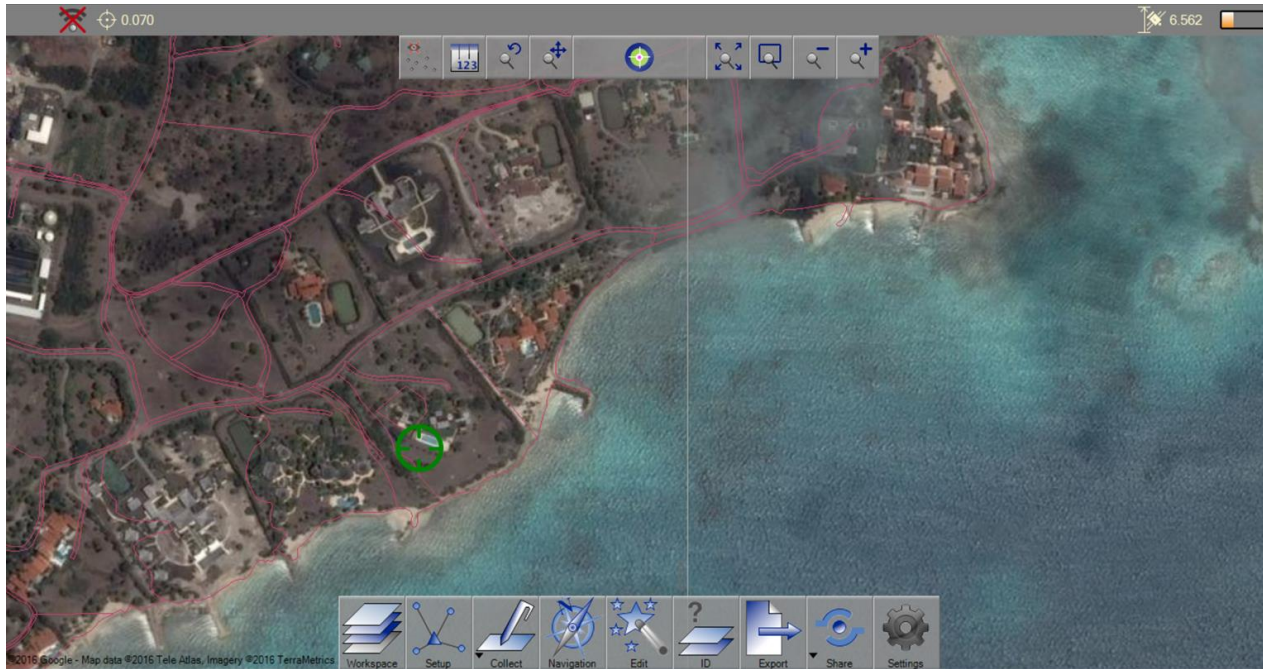 0.070
6.562
123
©2016 Google - Map data ©2016 Tele Atlas, Imagery ©2016 TerraMetrics
Workspace Setup Collect Navigation Edit ID Export Share Settings